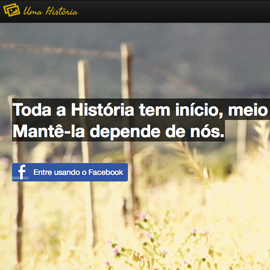 Uma História
Toda a História tem início, meio
Mantê-la depende de nós.
f Entre usando o Facebook